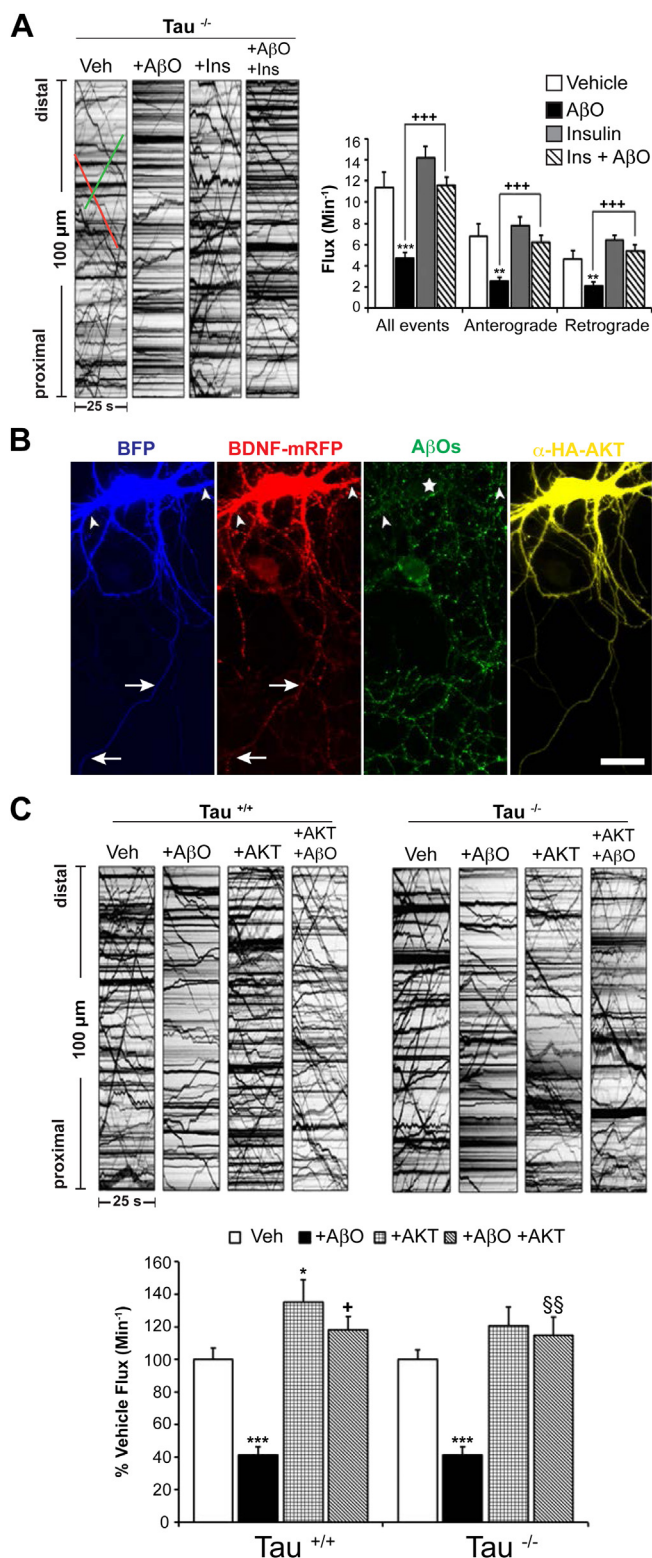 A
Tau -/-
Veh
+AβO
+Ins
+AβO
+Ins
distal
100 μm
proximal
25 s
Vehicle
AβO
Insulin
Ins + AβO
Flux (Min-1)
16
14
12
10
8
6
4
2
0
+++
+++
+++
***
**
**
All events
Anterograde
Retrograde
B
BFP
BDNF-mRFP
AβOs
α-HA-AKT
C
Tau +/+
Tau -/-
Veh
+AβO
+AKT
+AKT
+AβO
Veh
+AβO
+AKT
+AKT
+AβO
distal
100 μm
proximal
25 s
Veh
+AβO
+AKT
+AβO +AKT
% Vehicle Flux (Min-1)
160
140
120
100
80
60
40
20
0
***
*
+
***
§§
Tau +/+
Tau -/-